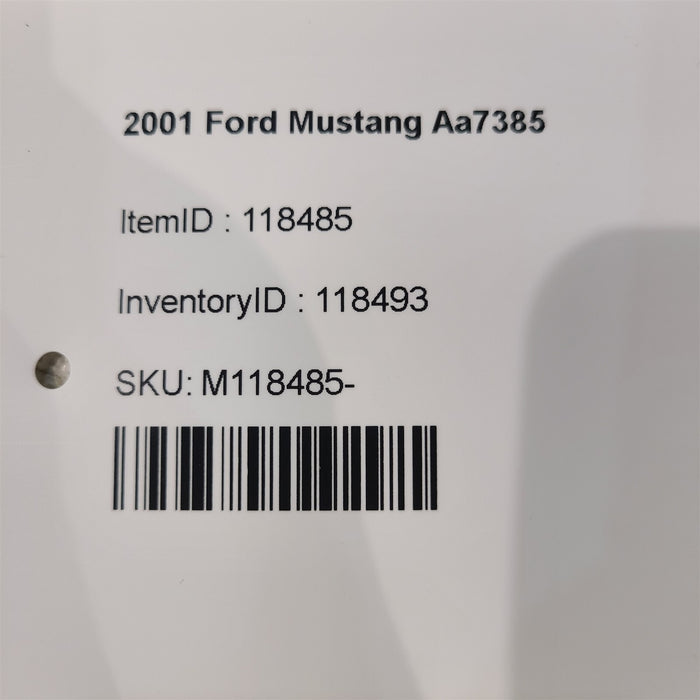 2001 Ford Mustang Aa7385
ItemID : 118485
InventoryID : 118493
SKU: M118485-